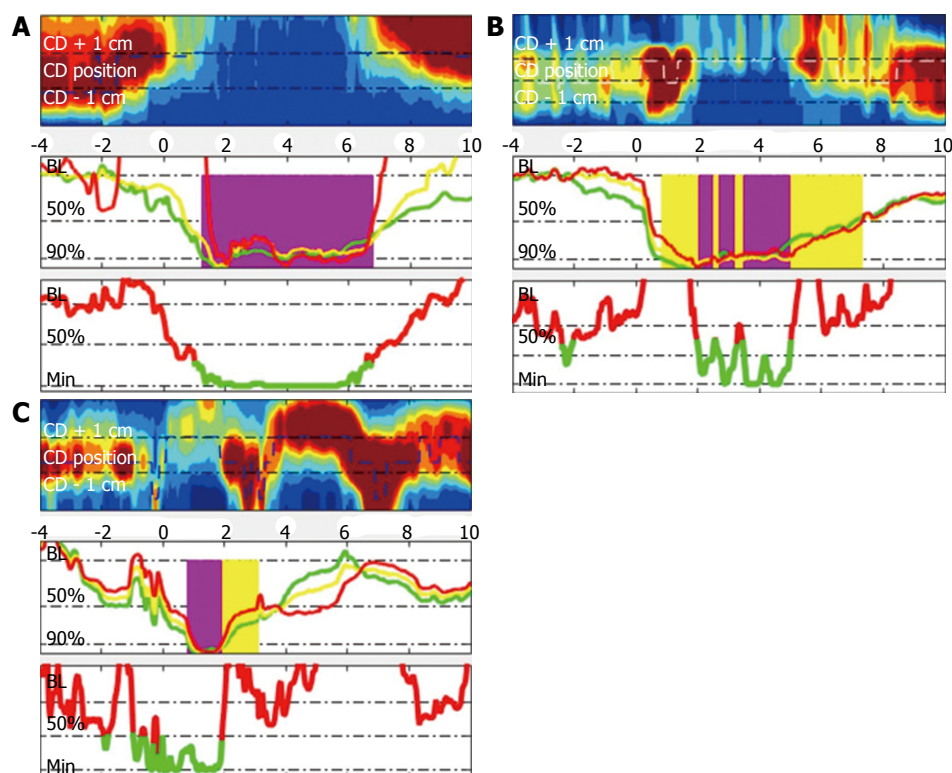 A
CD + 1 cm
CD position
CD - 1 cm
-4 -2 0 2 4 6 8 10
BL
50%
90%
BL
50%
Min
B
CD + 1 cm
CD position
CD - 1 cm
-4 -2 0 2 4 6 8 10
BL
50%
90%
BL
50%
Min
C
CD + 1 cm
CD position
CD - 1 cm
-4 -2 0 2 4 6 8 10
BL
50%
90%
BL
50%
Min